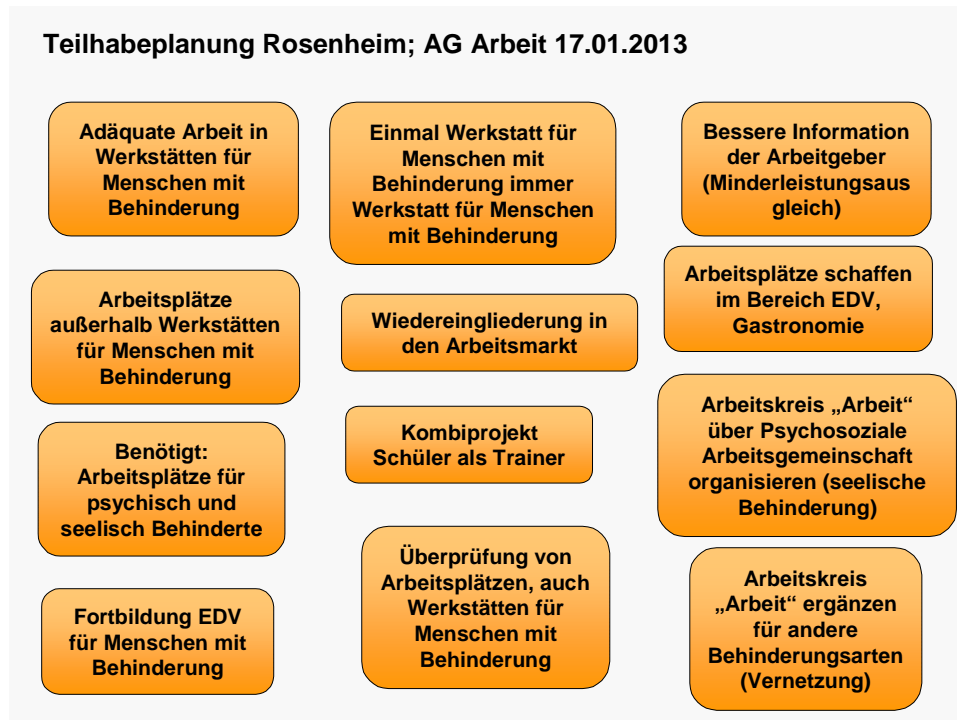 Teilhabeplanung Rosenheim; AG Arbeit 17.01.2013
Adäquate Arbeit in
Werkstätten für
Menschen mit
Behinderung
Arbeitsplätze
außerhalb Werkstätten
für Menschen mit
Behinderung
Benötigt:
Arbeitsplätze für
psychisch und
seelisch Behinderte
Fortbildung EDV
für Menschen mit
Behinderung
Einmal Werkstatt für
Menschen mit
Behinderung immer
Werkstatt für Menschen
mit Behinderung
Wiedereingliederung in
den Arbeitsmarkt
Kombiprojekt
Schüler als Trainer
Überprüfung von
Arbeitsplätzen, auch
Werkstätten für
Menschen mit
Behinderung
Bessere Information
der Arbeitgeber
(Minderleistungsaus
gleich)
Arbeitsplätze schaffen
im Bereich EDV,
Gastronomie
Arbeitskreis „Arbeit“
über Psychosoziale
Arbeitsgemeinschaft
organisieren (seelische
Behinderung)
Arbeitskreis
„Arbeit“ ergänzen
für andere
Behinderungsarten
(Vernetzung)